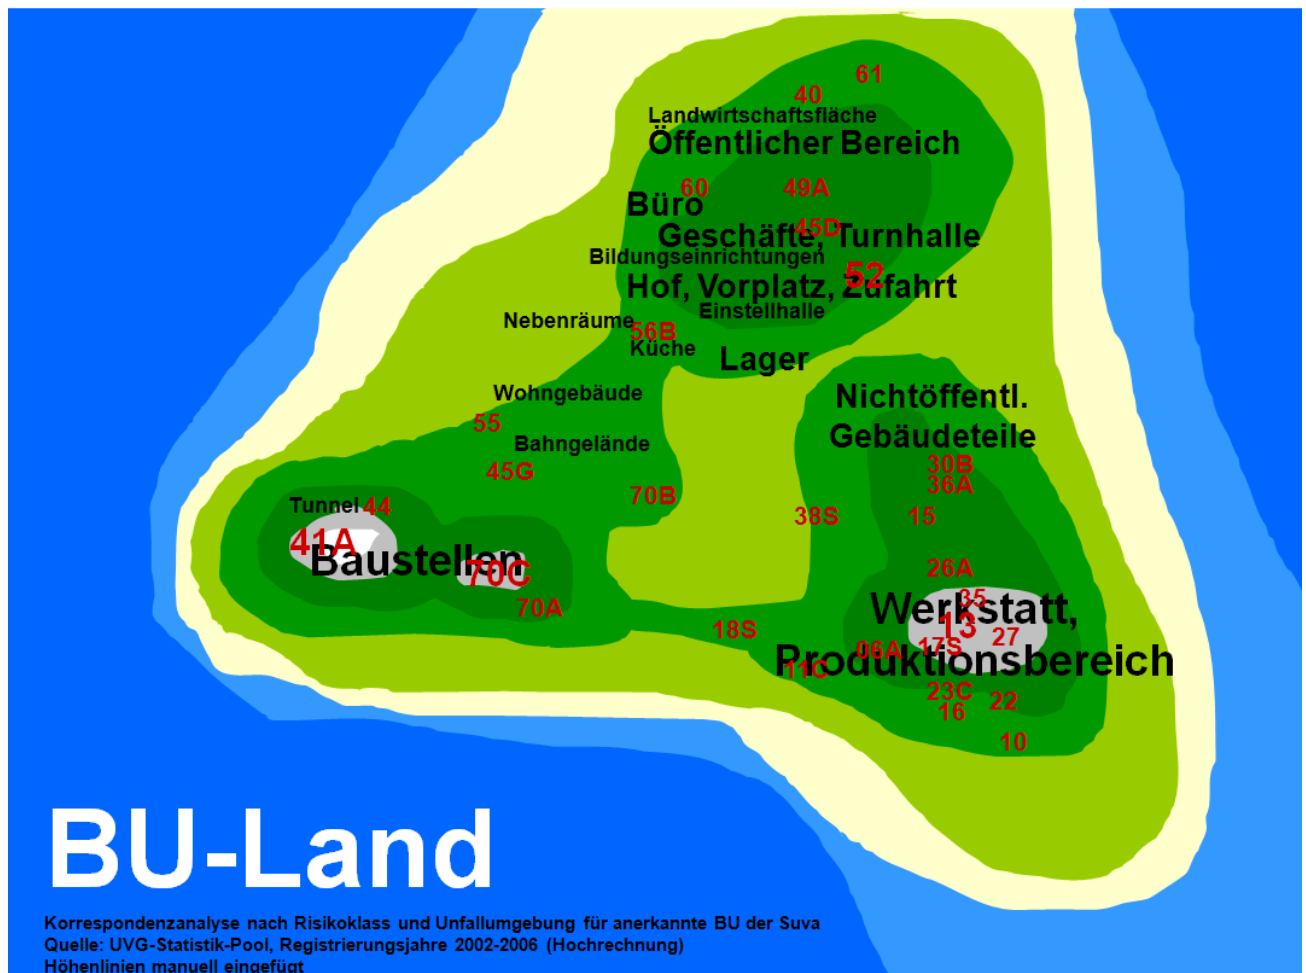 61
40
Landwirtschaftsfläche
Öffentlicher Bereich
60
49A
Büro
45D
Geschäfte, Turnhalle
Bildungseinrichtungen
52
Hof, Vorplatz, Zufahrt
Einstellhalle
Nebenräume
56B
Küche
Lager
Wohngebäude
Nichtöffentl.
Gebäudeteile
55
Bahngelände
30B
45G
36A
70B
Tunnel
44
38S
15
41A
Baustellen
70C
26A
35
Werkstatt,
70A
13
18S
27
17S
06A
Produktionsbereich
11C
23C
22
16
10
BU-Land
Korrespondenzanalyse nach Risikoklass und Unfallumgebung für anerkannte BU der Suva
Quelle: UVG-Statistik-Pool, Registrierungsjahre 2002-2006 (Hochrechnung)
Höhenlinien manuell eingefügt